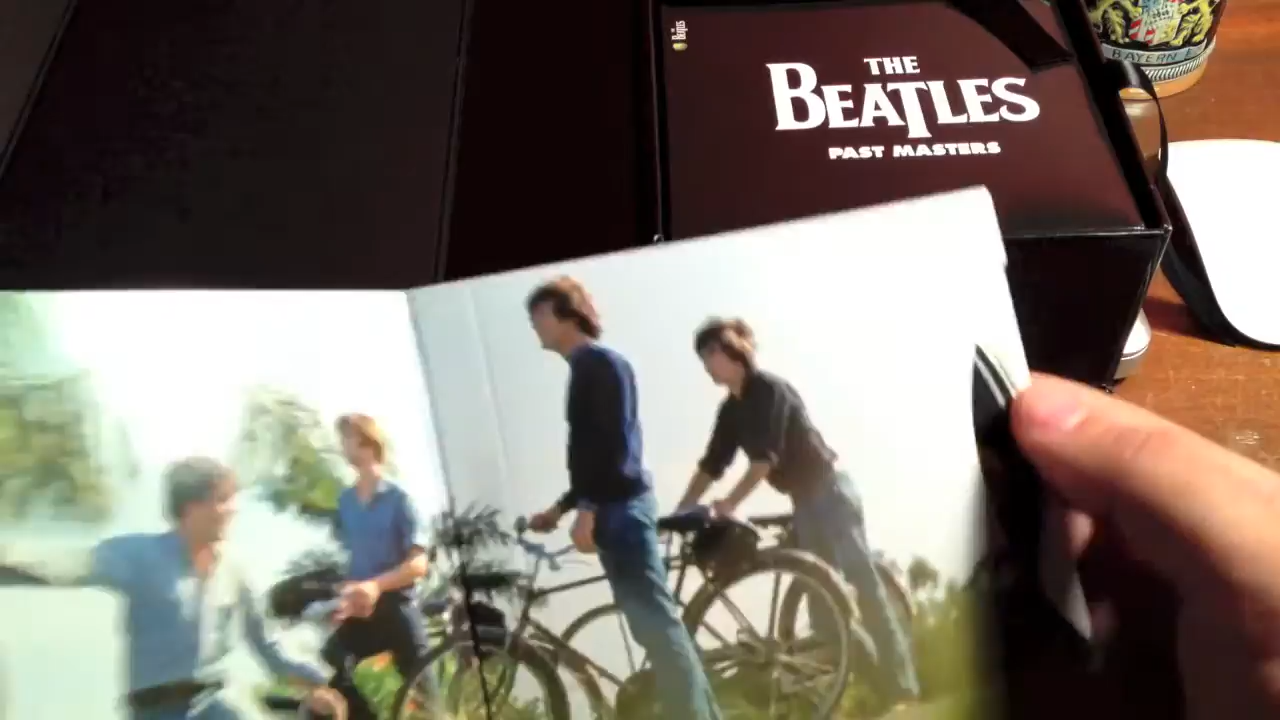 The Beatles
THE
BEATLES
PAST MASTERS
BAYERN